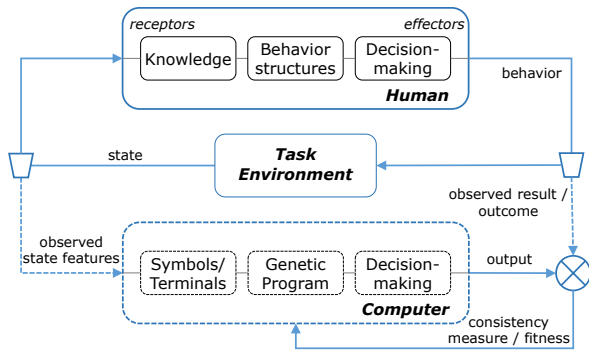 receptors
effectors
Knowledge
Behavior
structures
Decision-
making
Human
behavior
state
Task
Environment
observed result /
outcome
observed
state features
Symbols/
Terminals
Genetic
Program
Decision-
making
Computer
output
consistency
measure / fitness